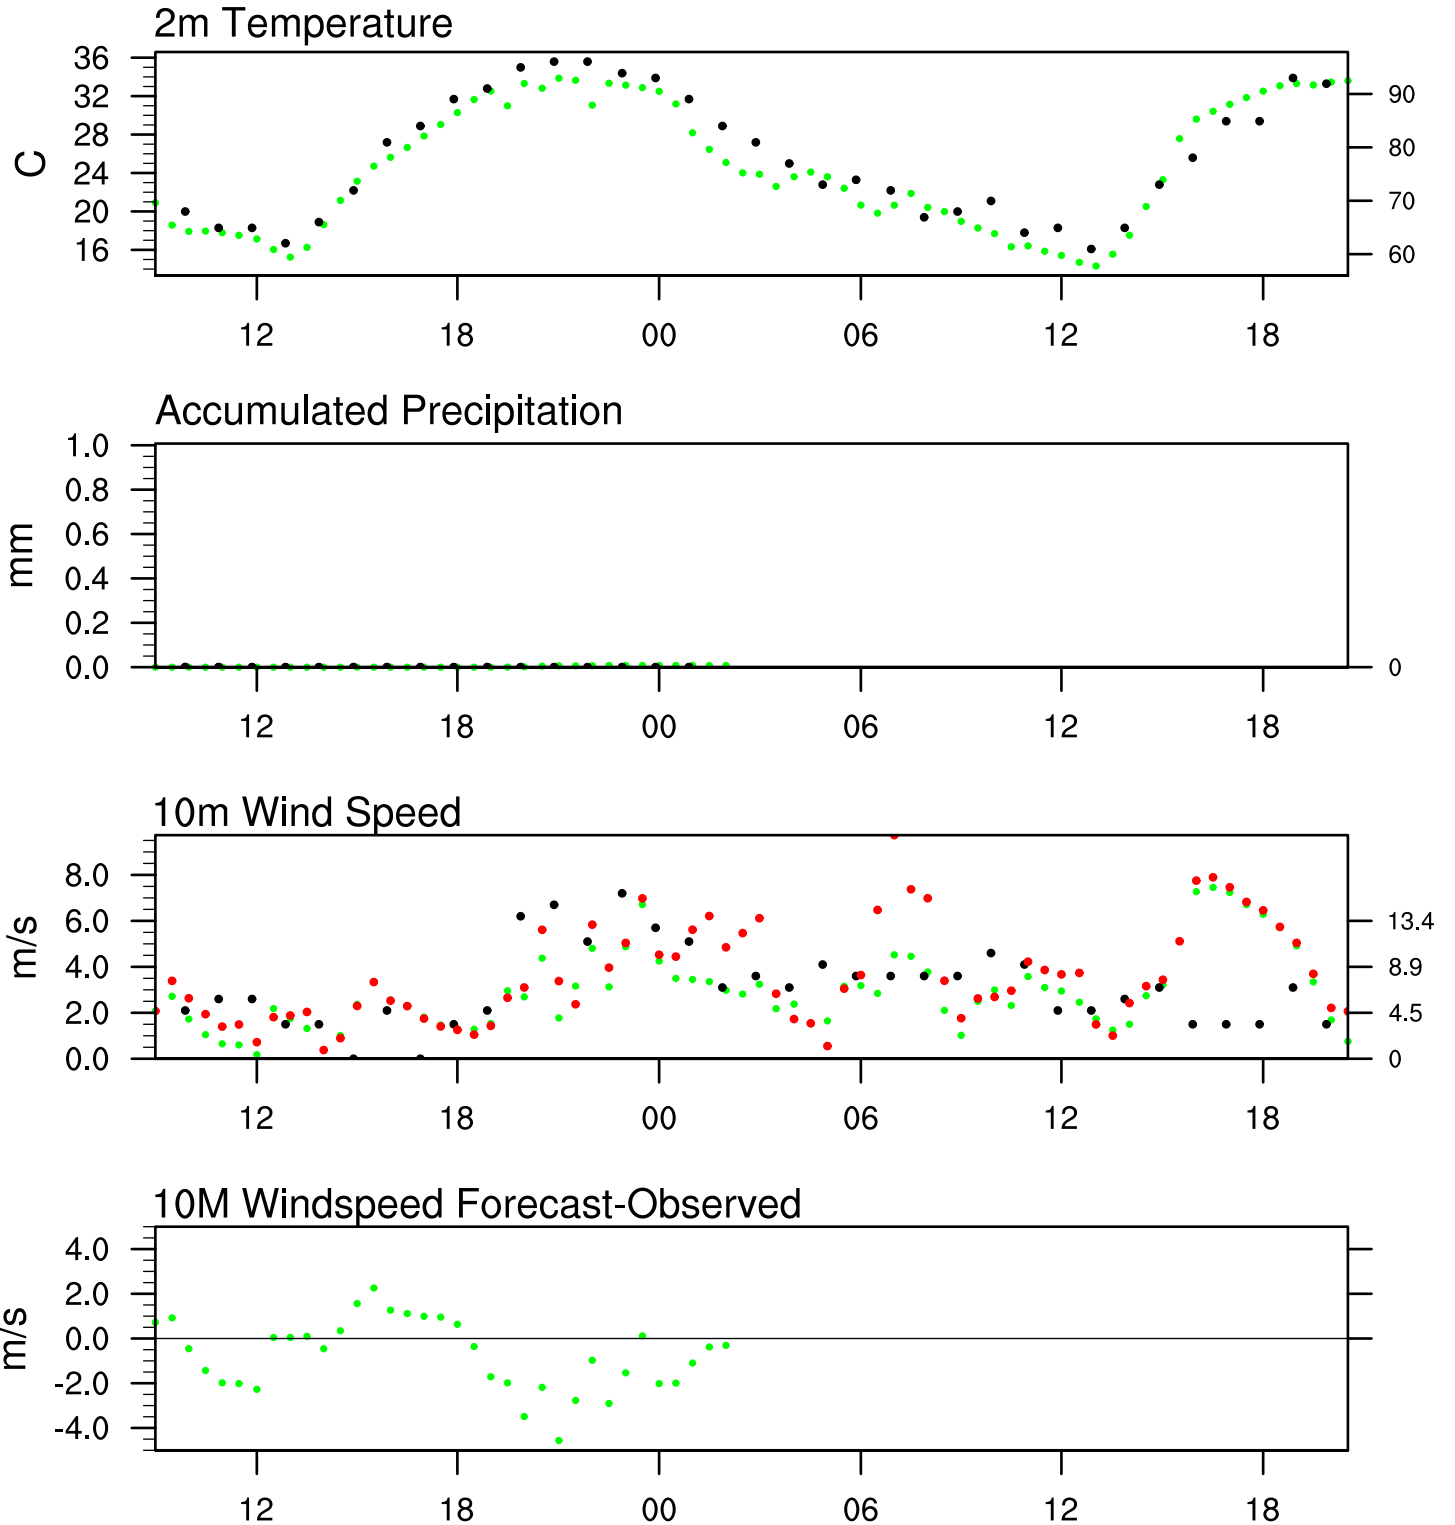 2m Temperature
36
32
28
24
20
16
C
90
80
70
60
12 18 00 06 12 18
Accumulated Precipitation
1.0
0.8
0.6
0.4
0.2
0.0
mm
0
12 18 00 06 12 18
10m Wind Speed
8.0
6.0
4.0
2.0
0.0
m/s
13.4
8.9
4.5
0
12 18 00 06 12 18
10M Windspeed Forecast-Observed
4.0
2.0
0.0
-2.0
-4.0
m/s
12 18 00 06 12 18